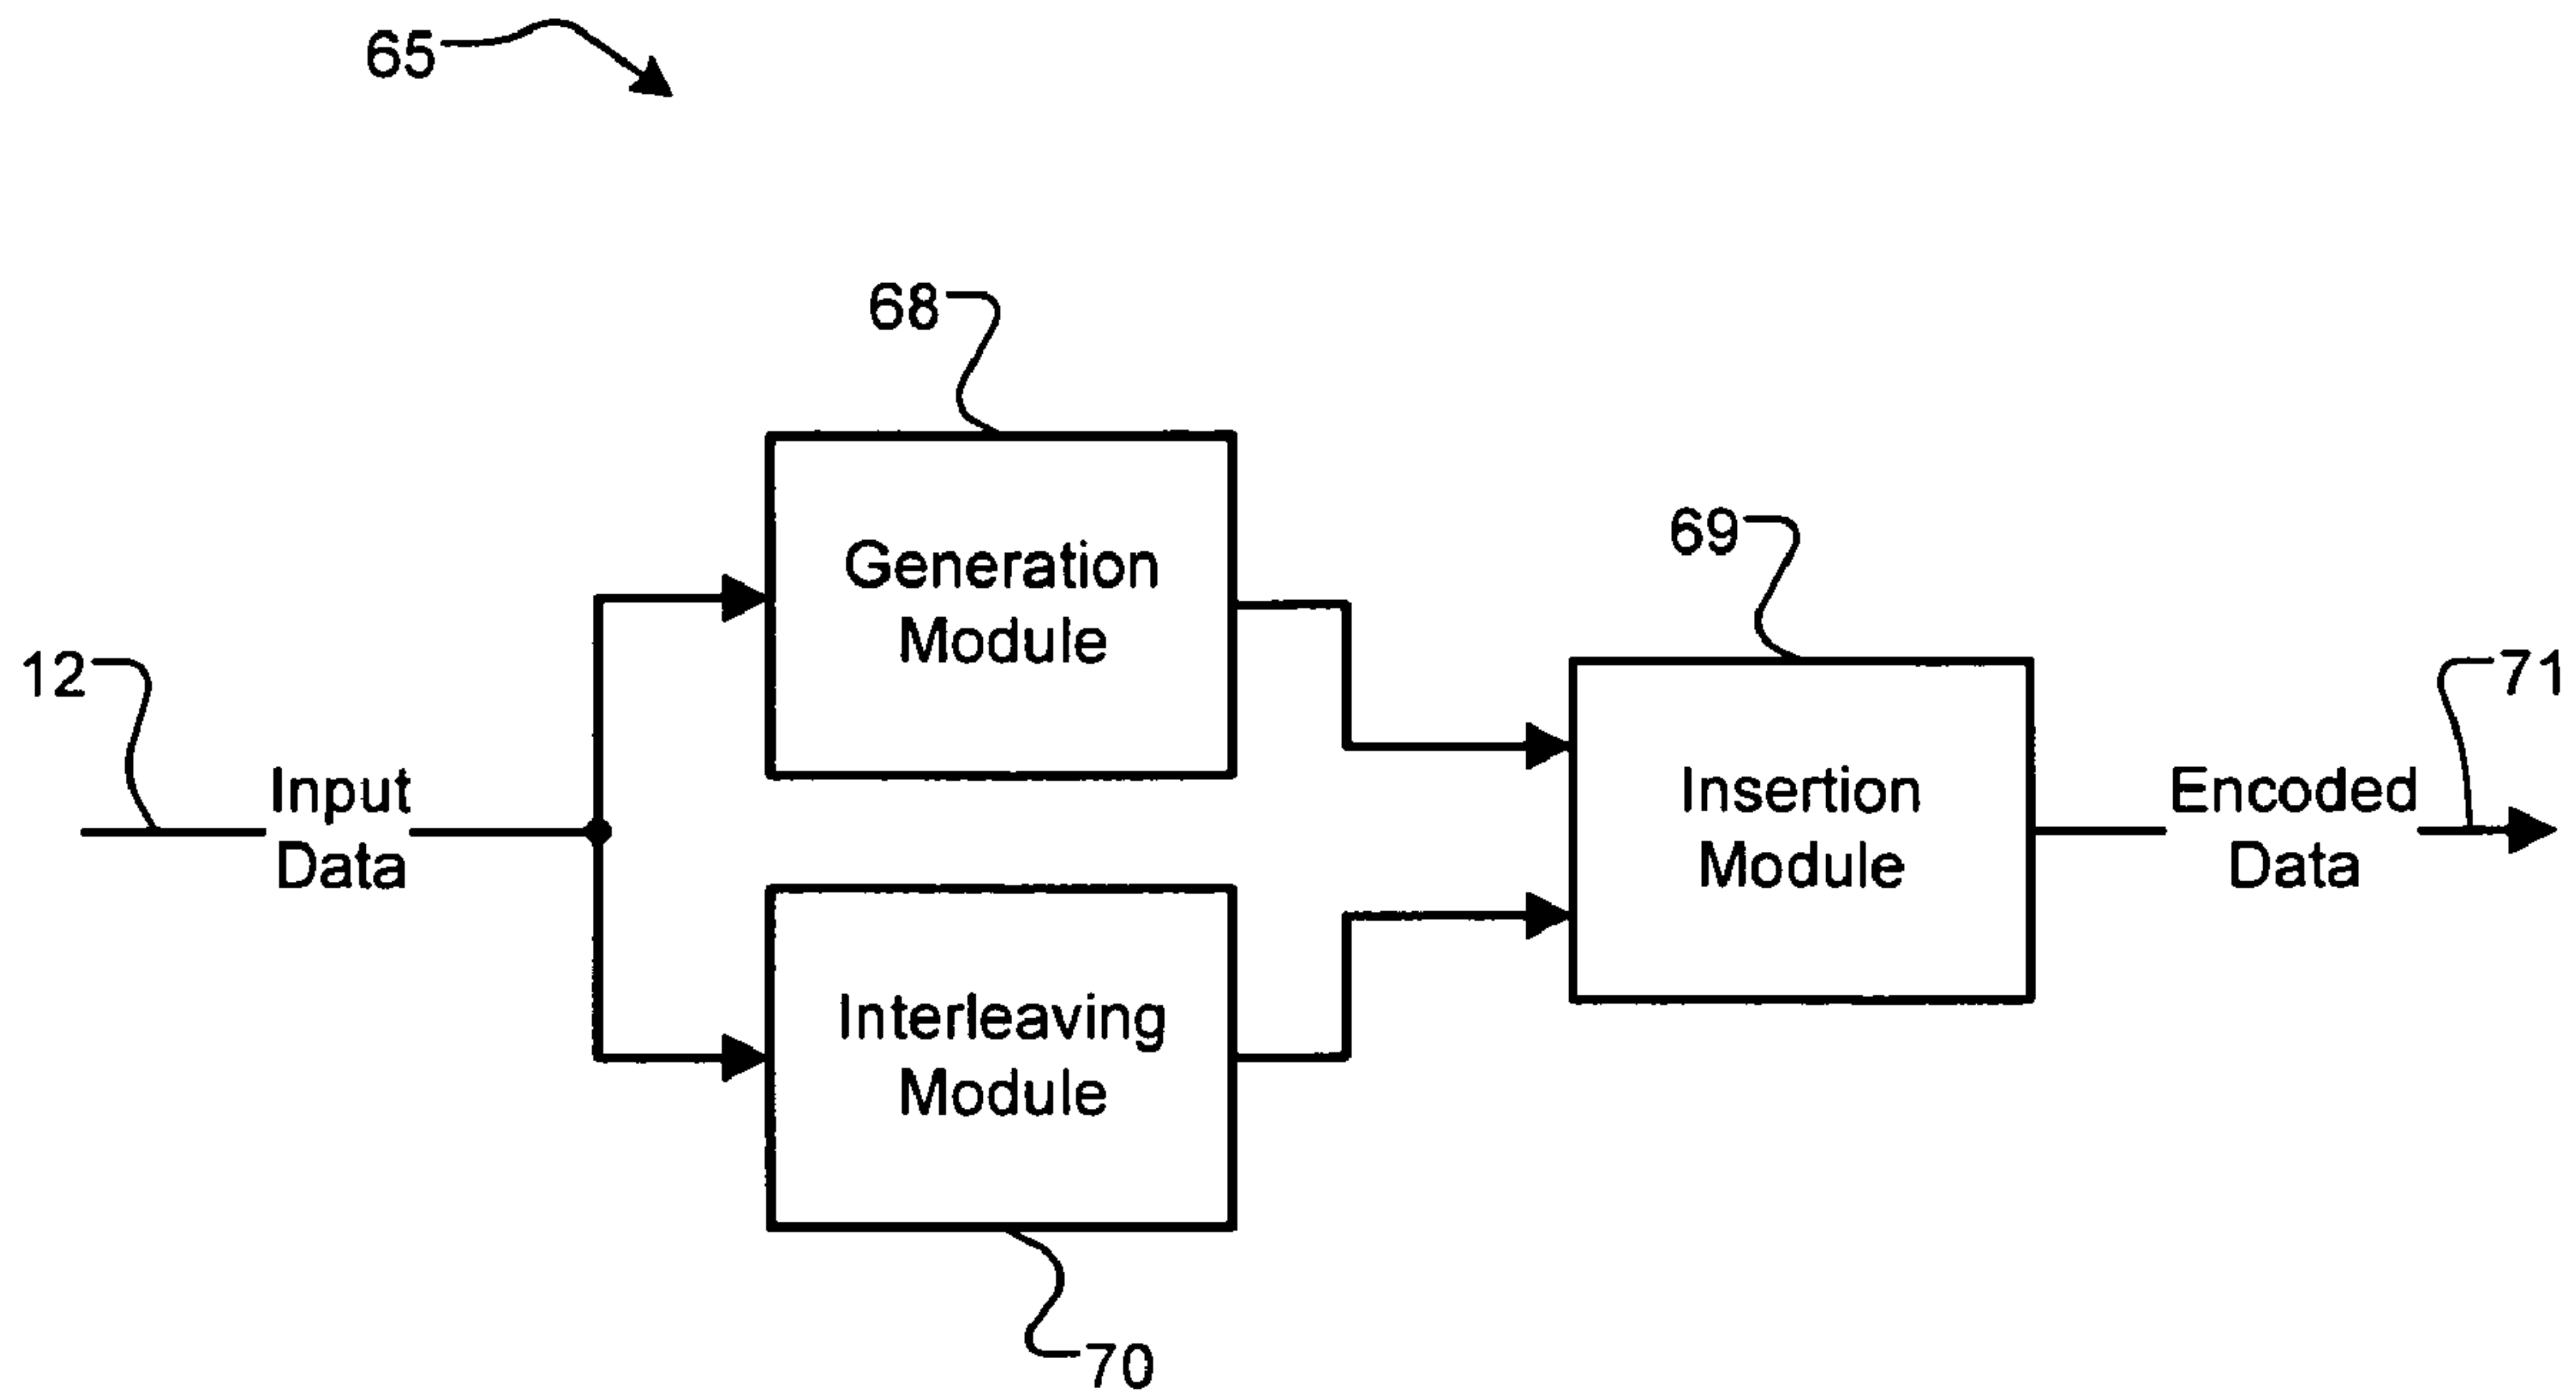 65
68
Generation
Module
69
12
Input
Data
Insertion
Module
71
Encoded
Data
Interleaving
Module
70